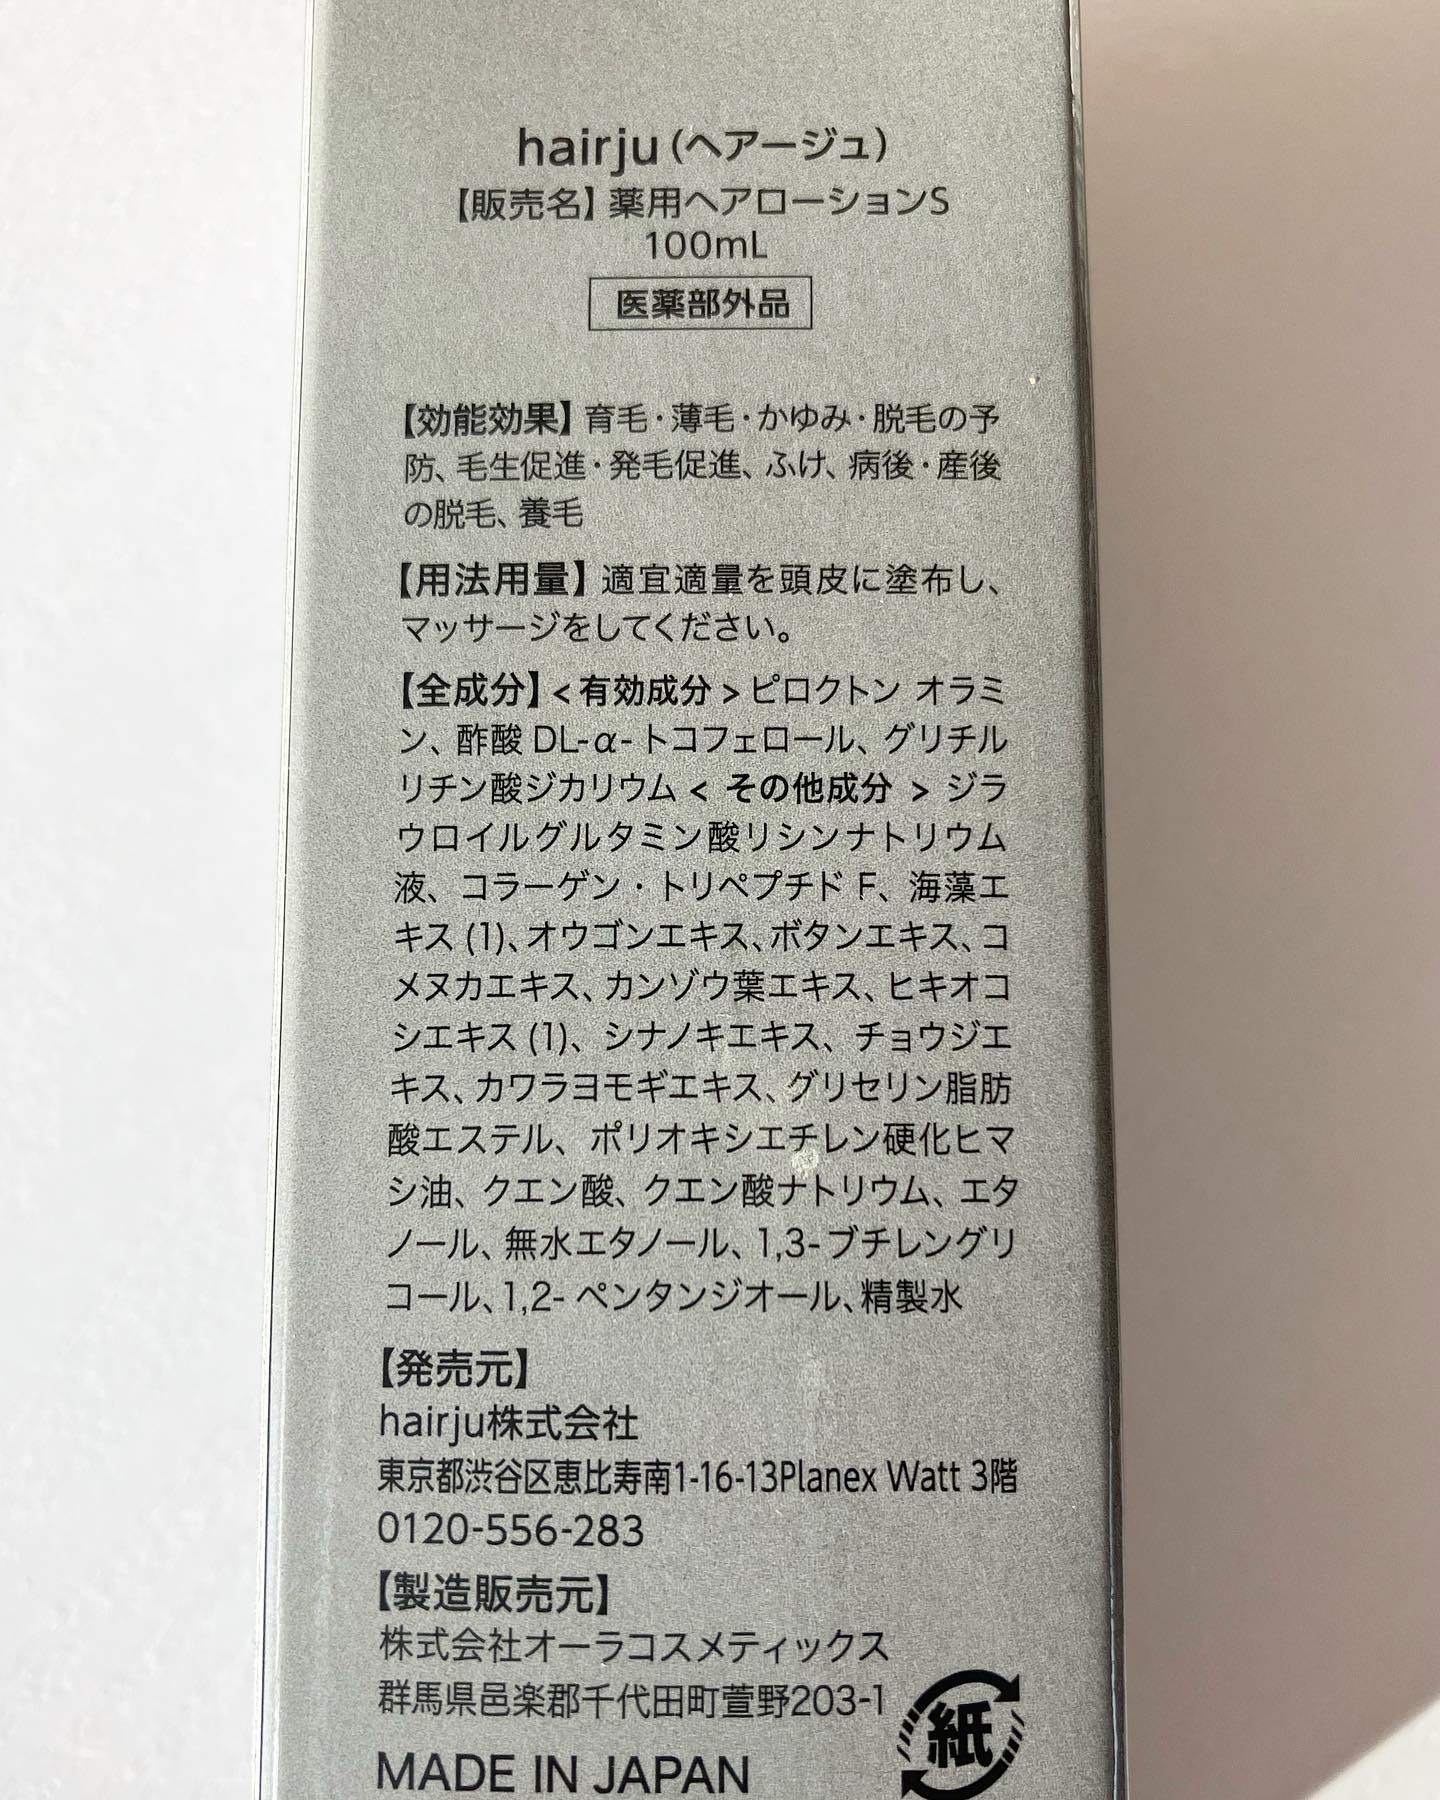 hairju（ヘアージュ）
【販売名】薬用ヘアローションS
100mL
医薬部外品
【効能効果】育毛・薄毛・かゆみ・脱毛の予
防、毛生促進・発毛促進、ふけ、病後・産後
の脱毛、養毛
【用法用量】適宜適量を頭皮に塗布し、
マッサージをしてください。
【全成分】<有効成分>ピロクトン オラミ
ン、酢酸 DL-α-トコフェロール、グリチル
リチン酸ジカリウム< その他成分 > ジラ
ウロイルグルタミン酸リシンナトリウム
液、コラーゲン・トリペプチド F、海藻エ
キス (1)、オウゴンエキス、ボタンエキス、コ
メヌカエキス、カンゾウ葉エキス、ヒキオコ
シエキス (1)、シナノキエキス、チョウジエ
キス、カワラヨモギエキス、グリセリン脂肪
酸エステル、ポリオキシエチレン硬化ヒマ
シ油、クエン酸、クエン酸ナトリウム、エタ
ノール、無水エタノール、1,3-ブチレングリ
コール、1,2- ペンタンジオール、精製水
【発売元】
hairju株式会社
東京都渋谷区恵比寿南1-16-13Planex Watt 3階
0120-556-283
【製造販売元】
株式会社オーラコスメティックス
群馬県邑楽郡千代田町萱野203-1
紙
MADE IN JAPAN